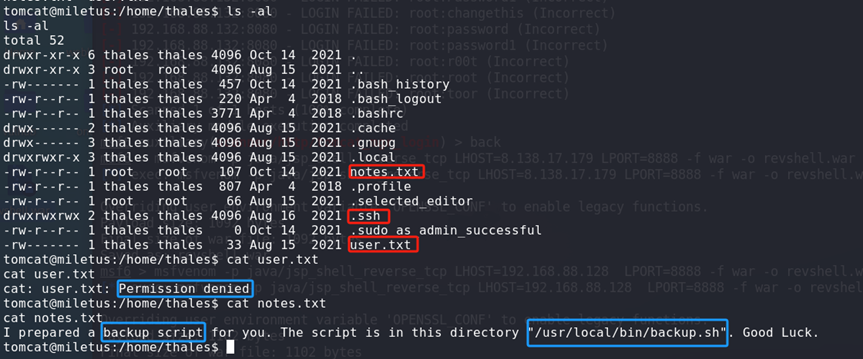 tomcat@miletus:/home/thales$ ls -al
ls -al
total 52
drwxr-xr-x 6 thales thales 4096 Oct 14  2021 .
drwxr-xr-x 3 root   root   4096 Aug 15  2021 ..
-rw------- 1 thales thales  457 Oct 14  2021 .bash_history
-rw-r--r-- 1 thales thales  220 Apr  4  2018 .bash_logout
-rw-r--r-- 1 thales thales 3771 Apr  4  2018 .bashrc
drwx------ 2 thales thales 4096 Aug 15  2021 .cache
drwx------ 3 thales thales 4096 Aug 15  2021 .gnupg
drwxrwxr-x 3 thales thales 4096 Aug 15  2021 .local
-rw-r--r-- 1 root   root    107 Oct 14  2021 notes.txt
-rw-r--r-- 1 thales thales  807 Apr  4  2018 .profile
-rw-r--r-- 1 root   root     66 Aug 15  2021 .selected_editor
drwxrwxrwx 2 thales thales 4096 Aug 16  2021 .ssh
-rw-r--r-- 1 thales thales    0 Oct 14  2021 .sudo_as_admin_successful
-rw------- 1 thales thales   33 Aug 15  2021 user.txt
tomcat@miletus:/home/thales$ cat user.txt
cat user.txt
cat: user.txt: Permission denied
tomcat@miletus:/home/thales$ cat notes.txt
cat notes.txt
I prepared a backup script for you. The script is in this directory "/usr/local/bin/backup.sh". Good Luck.
tomcat@miletus:/home/thales$